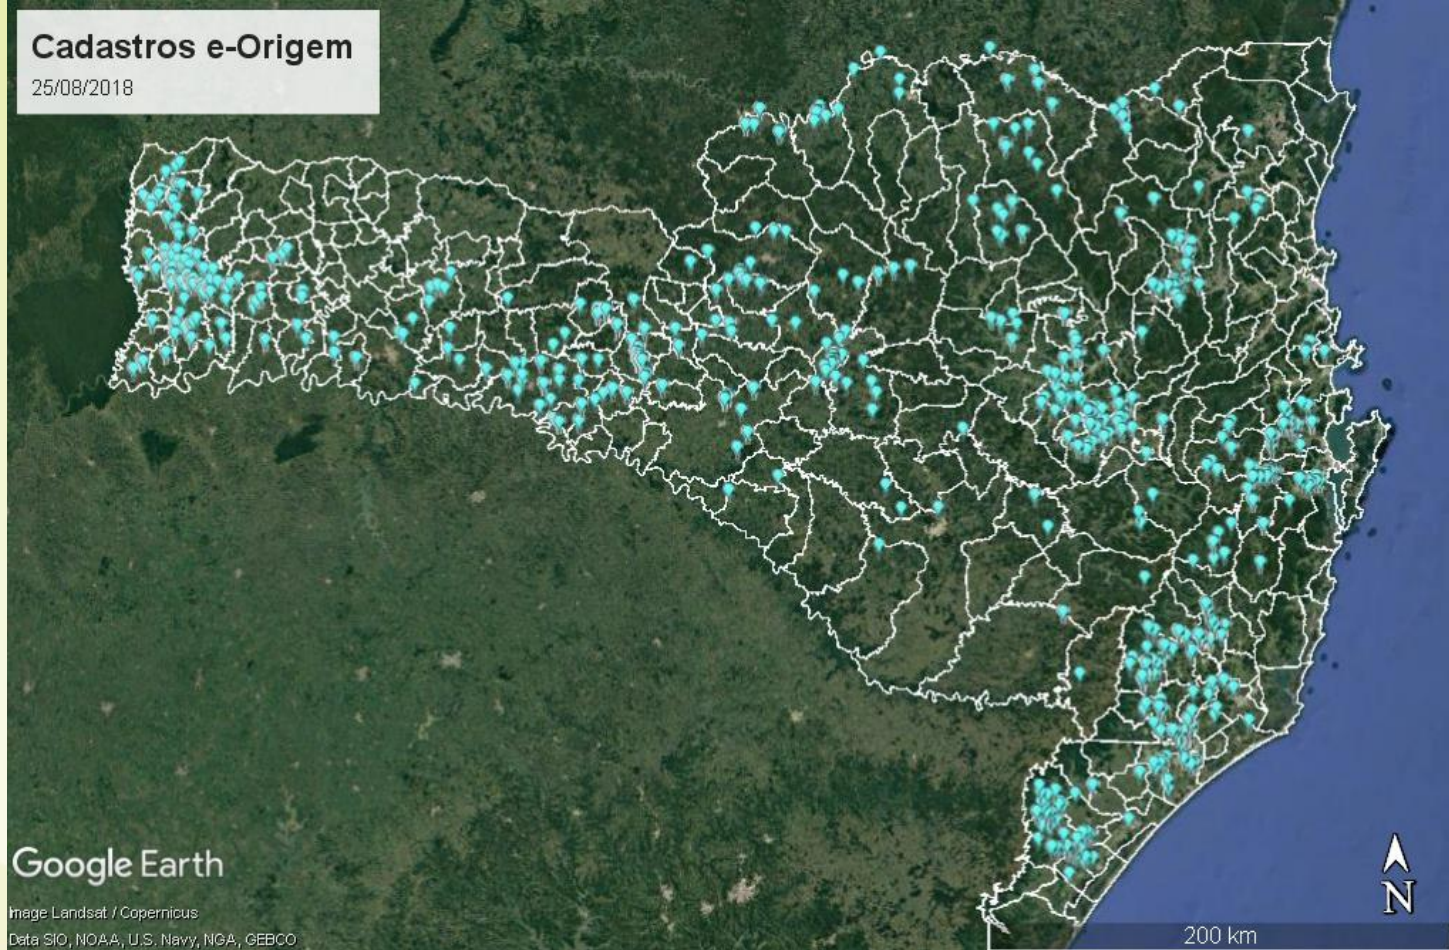 Cadastros e-Origem
25/08/2018
Google Earth
Image Landsat / Copernicus
Data SIO, NOAA, U.S. Navy, NGA, GEBCO
N
200 km